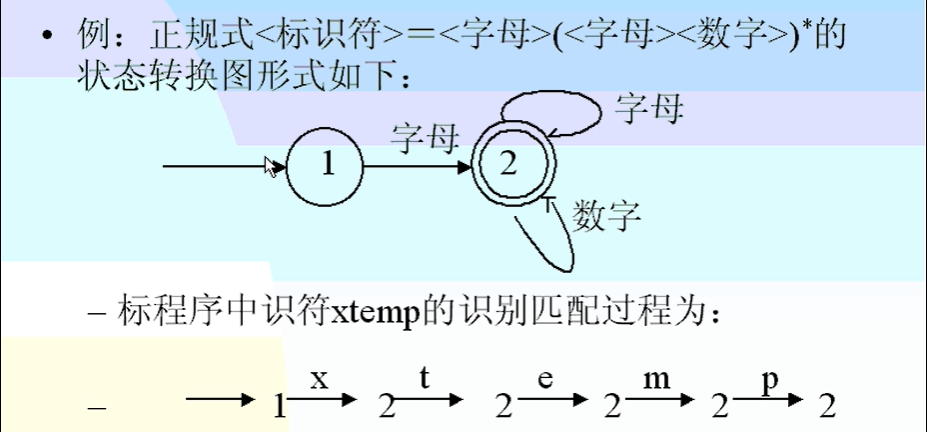 • 例：正规式<标识符>＝<字母>(<字母><数字>)*的
状态转换图形式如下：
字母
字母
1
2
数字
– 标程序中识符xtemp的识别匹配过程为：
x t e m p
– 1 2 2 2 2 2